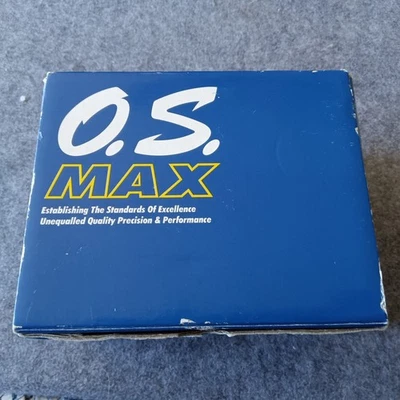 O.S.
MAX
Establishing The Standards Of Excellence
Unequalled Quality Precision & Performance